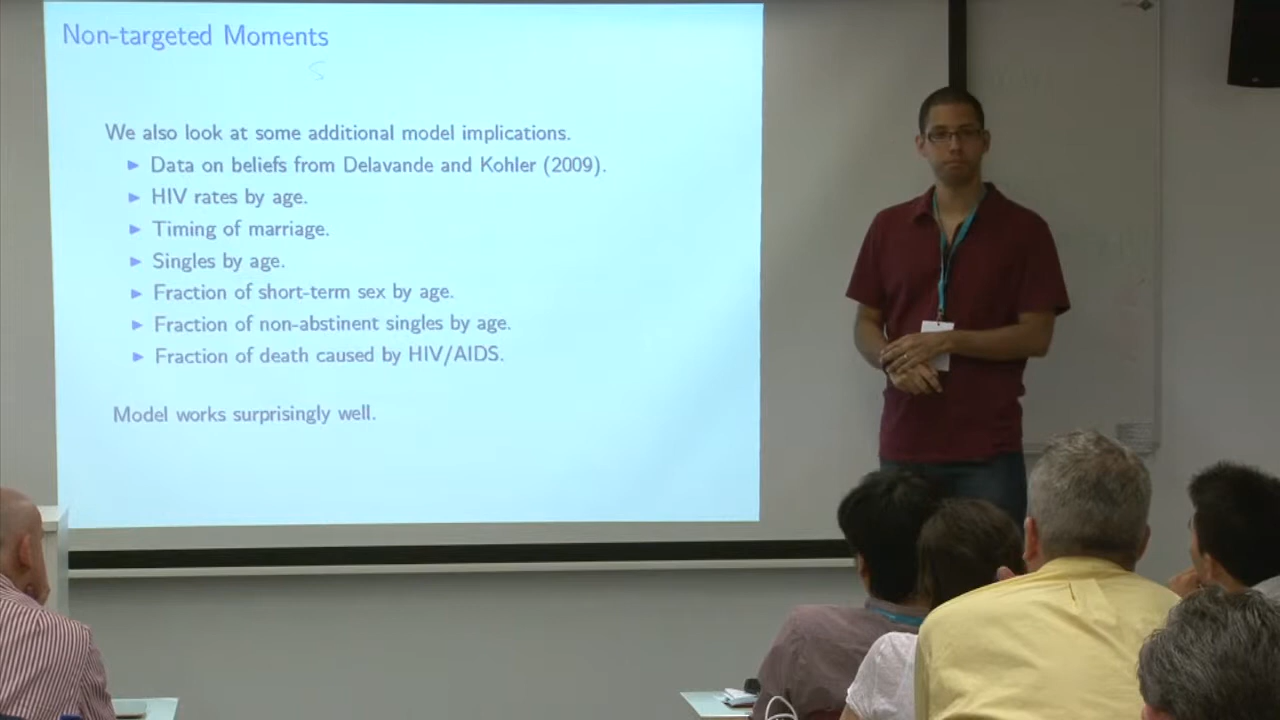 Non-targeted Moments
We also look at some additional model implications.
Data on beliefs from Delavande and Kohler (2009).
HIV rates by age.
Timing of marriage.
Singles by age.
Fraction of short-term sex by age.
Fraction of non-abstinent singles by age.
Fraction of death caused by HIV/AIDS.
Model works surprisingly well.